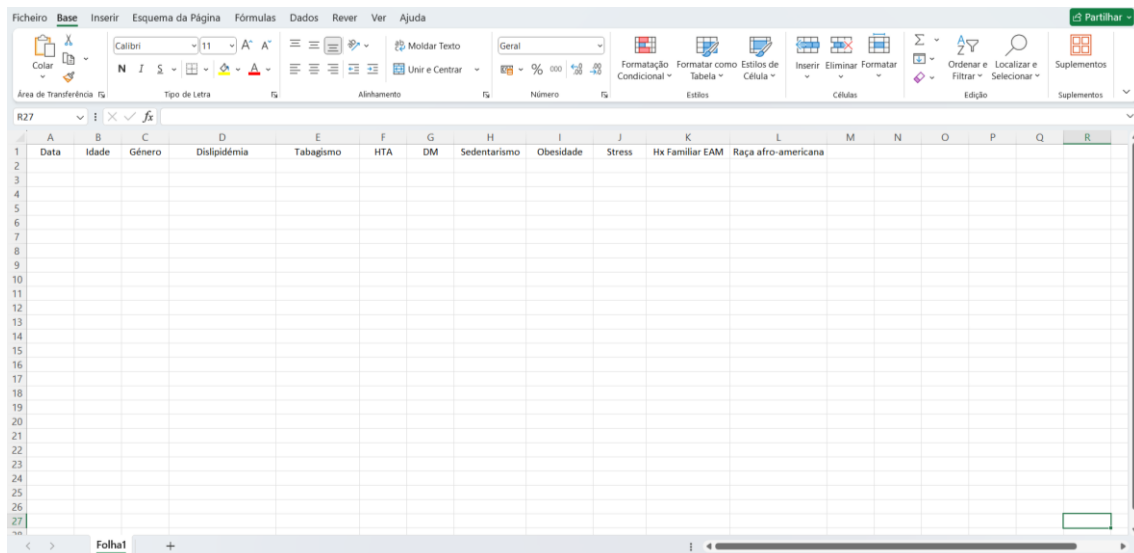 Ficheiro Base Inserir Esquema da Página Fórmulas Dados Rever Ver Ajuda Partilhar
Colar
Calibri 11 A A
N I S A
Moldar Texto
Unir e Centrar
Geral
% 000
Formatação Condicional
Formatar como Tabela
Estilos de Célula
Inserir Eliminar Formatar
Σ
Ordenar e Filtrar
Localizar e Selecionar
Suplementos
Área de Transferência Tipo de Letra Alinhamento Número Estilos Células Edição Suplementos
R27 fx
A B C D E F G H I J K L M N O P Q R
1 Data Idade Género Dislipidémia Tabagismo HTA DM Sedentarismo Obesidade Stress Hx Familiar EAM Raça afro-americana
2
3
4
5
6
7
8
9
10
11
12
13
14
15
16
17
18
19
20
21
22
23
24
25
26
27
Folha1 +